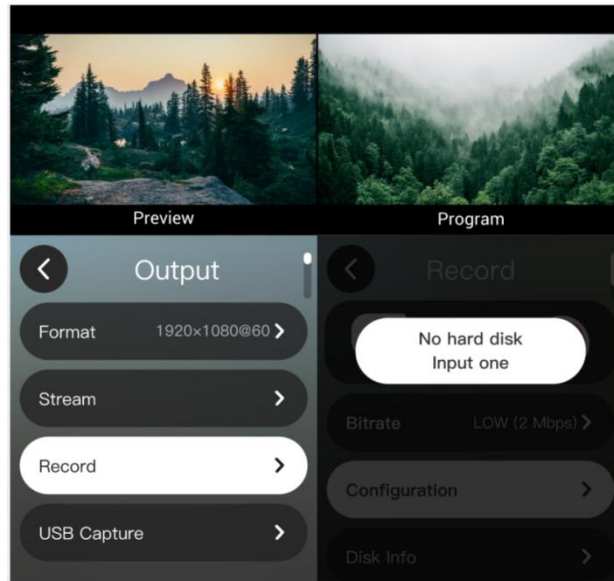 Preview
Program
Output
Format 1920×1080@60
Stream
Record
USB Capture
Record
No hard disk
Input one
Bitrate LOW (2 Mbps)
Configuration
Disk Info